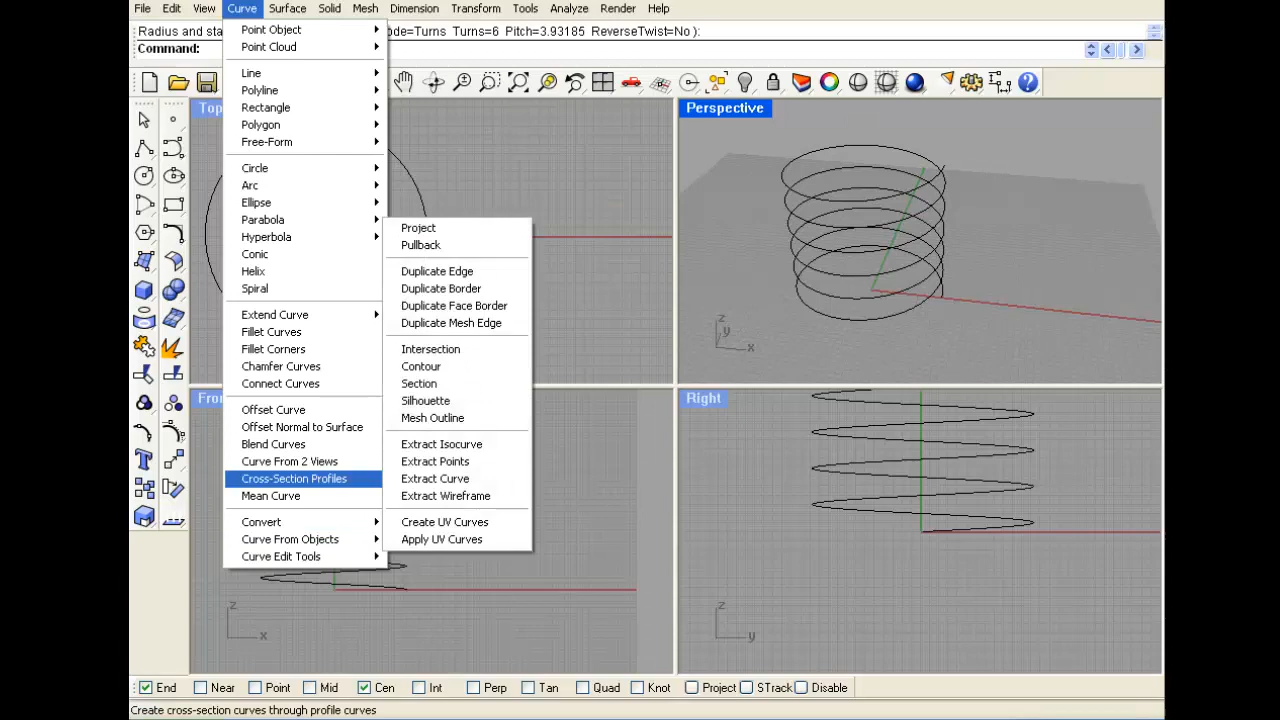 File Edit View Curve Surface Solid Mesh Dimension Transform Tools Analyze Render Help
Radius and sta
ode=Turns Turns=6 Pitch=3.93185 ReverseTwist=No ):
Command:
Point Object
Point Cloud
Line
Polyline
Rectangle
Polygon
Free-Form
Circle
Arc
Ellipse
Parabola
Hyperbola
Conic
Helix
Spiral
Extend Curve
Fillet Curves
Fillet Corners
Chamfer Curves
Connect Curves
Offset Curve
Offset Normal to Surface
Blend Curves
Curve From 2 Views
Cross-Section Profiles
Mean Curve
Convert
Curve From Objects
Curve Edit Tools
Project
Pullback
Duplicate Edge
Duplicate Border
Duplicate Face Border
Duplicate Mesh Edge
Intersection
Contour
Section
Silhouette
Mesh Outline
Extract Isocurve
Extract Points
Extract Curve
Extract Wireframe
Create UV Curves
Apply UV Curves
Top
Perspective
z
y
x
Fro
z
x
Right
z
y
End Near Point Mid Cen Int Perp Tan Quad Knot Project STrack Disable
Create cross-section curves through profile curves